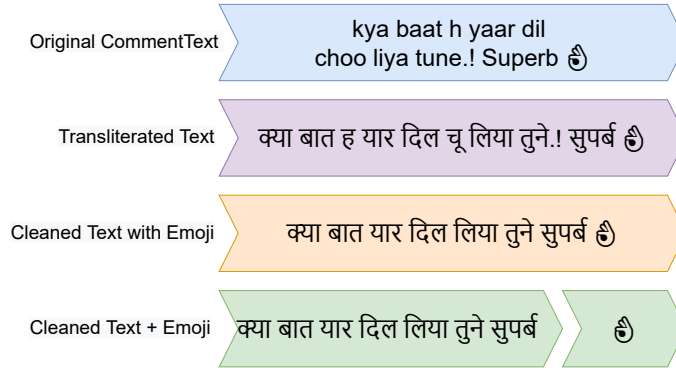 Original CommentText
kya baat h yaar dil
choo liya tune.! Superb 👌
Transliterated Text
क्या बात ह यार दिल चू लिया तुने.! सुपर्ब 👌
Cleaned Text with Emoji
क्या बात यार दिल लिया तुने सुपर्ब 👌
Cleaned Text + Emoji
क्या बात यार दिल लिया तुने सुपर्ब
👌